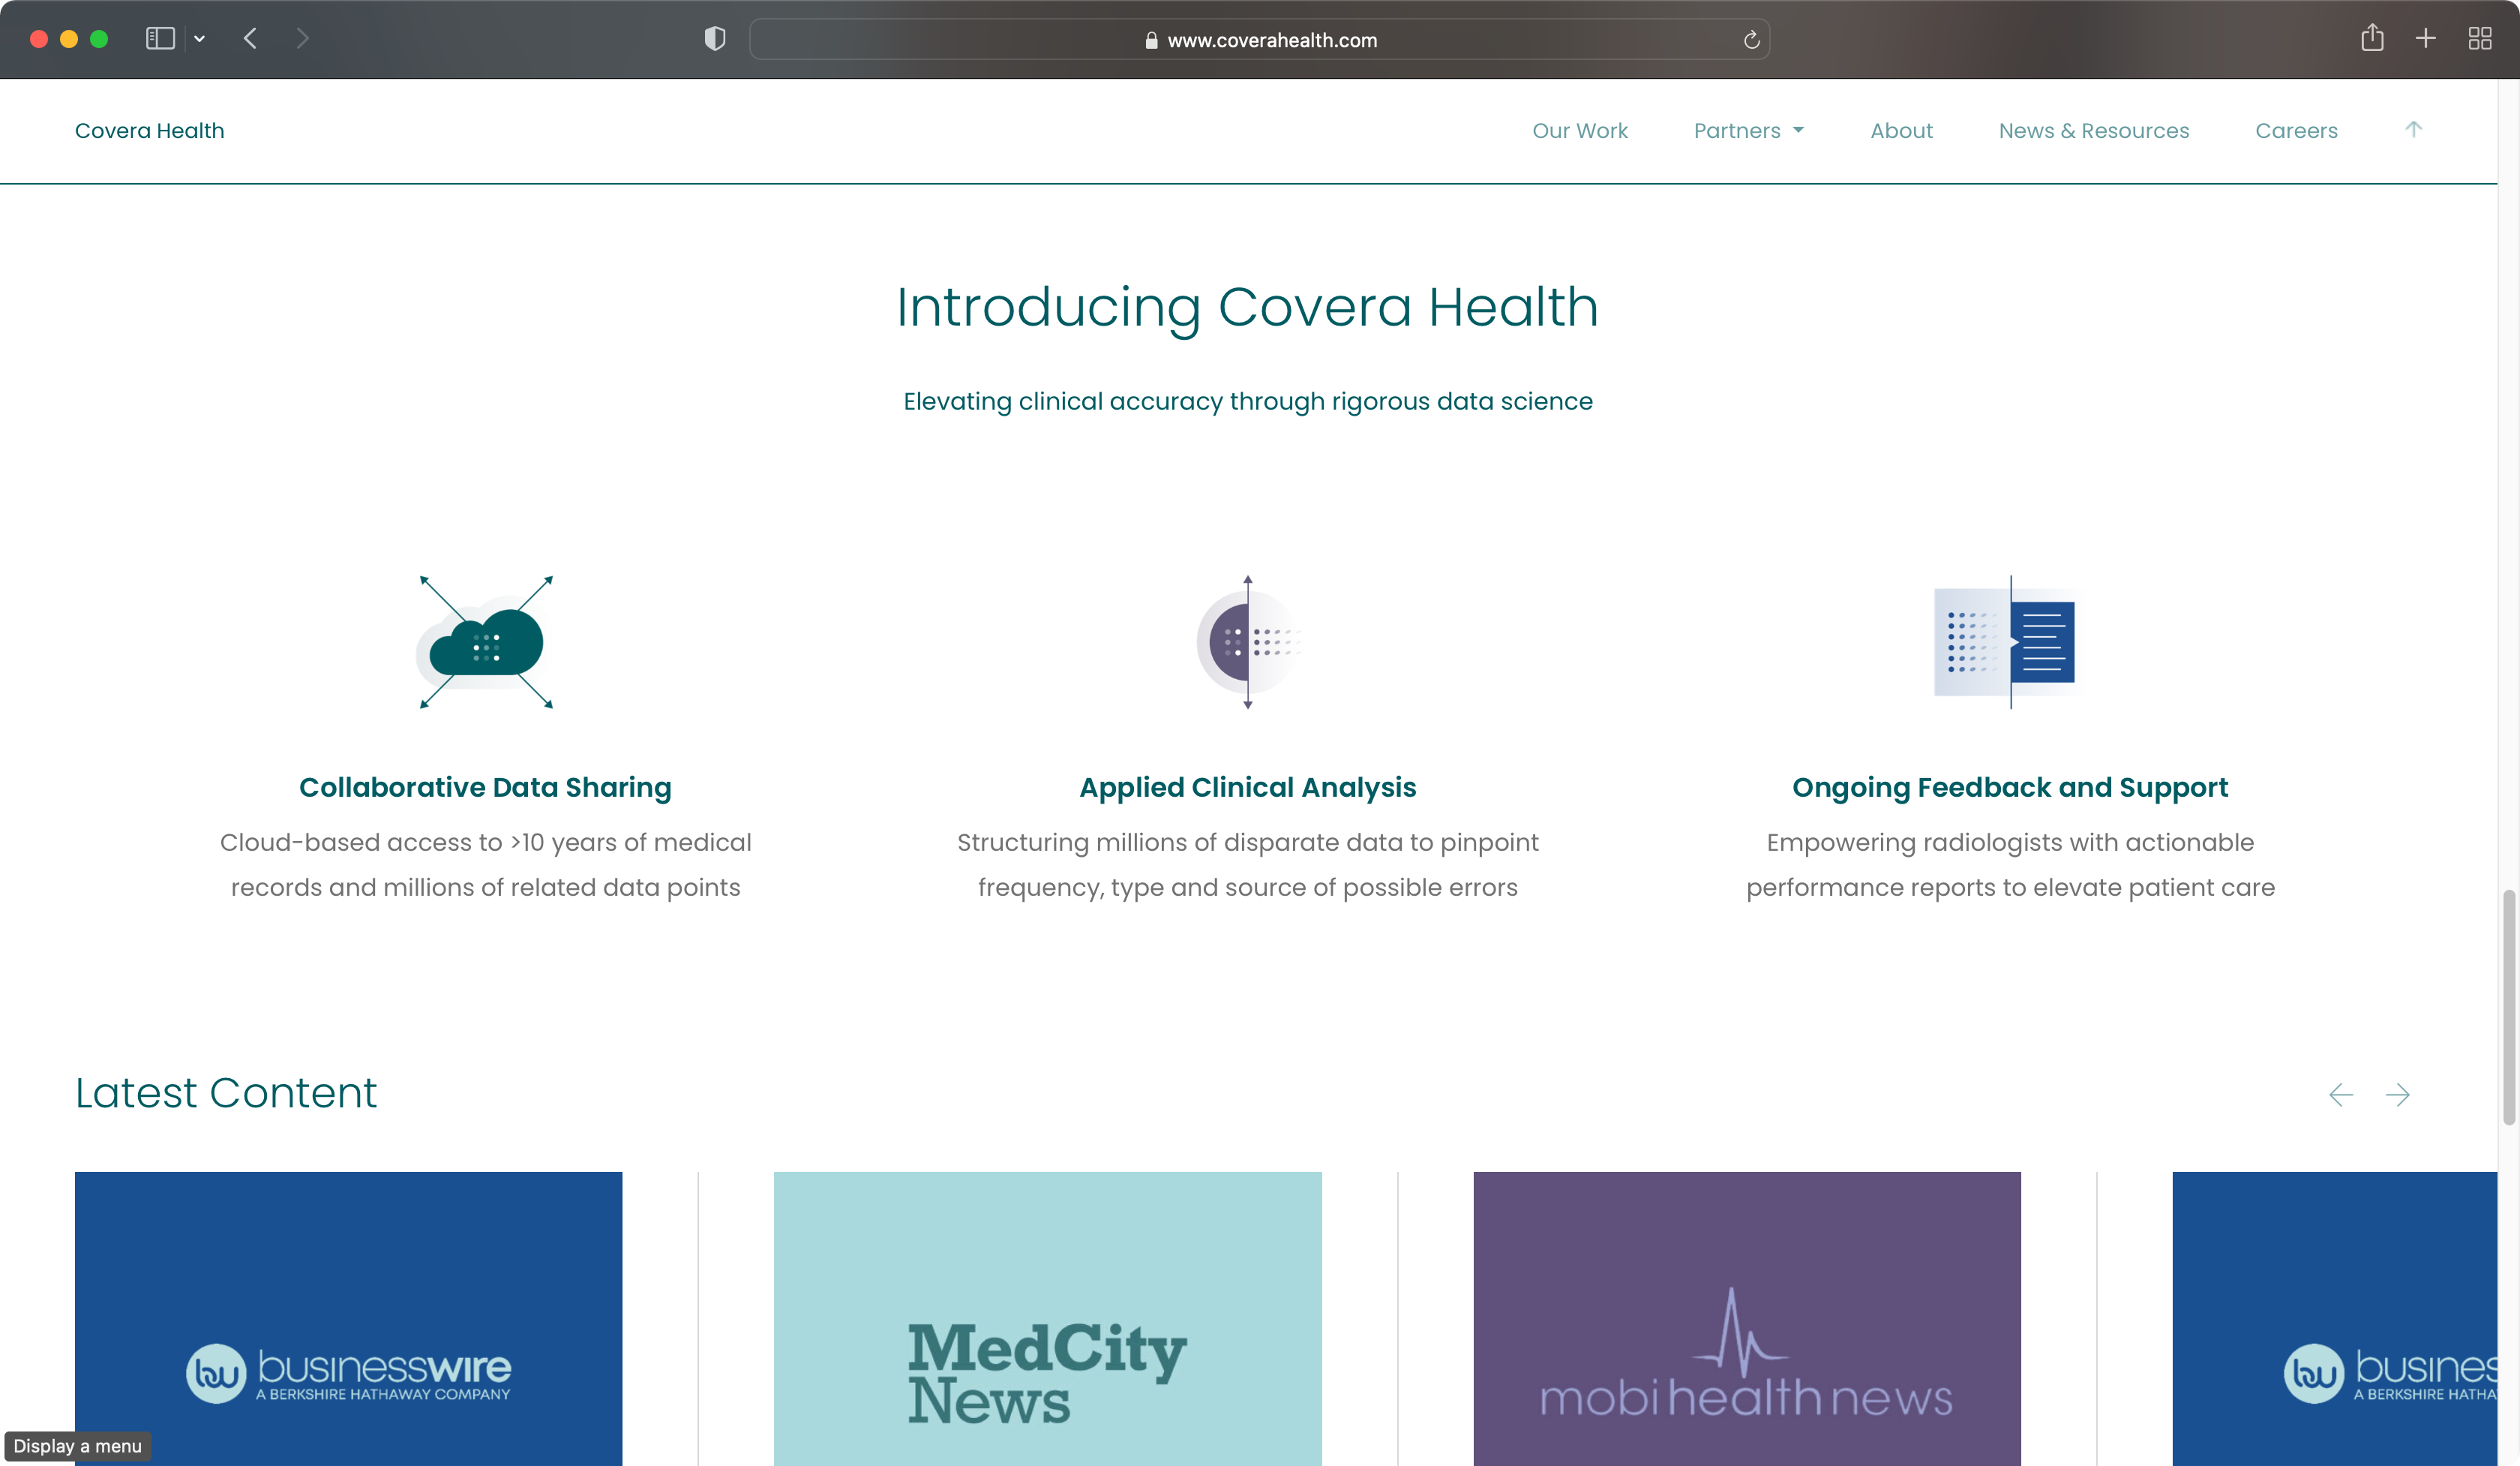 www.coverahealth.com
Covera Health
Our Work
Partners
About
News & Resources
Careers
Introducing Covera Health
Elevating clinical accuracy through rigorous data science
Collaborative Data Sharing
Cloud-based access to >10 years of medical
records and millions of related data points
Applied Clinical Analysis
Structuring millions of disparate data to pinpoint
frequency, type and source of possible errors
Ongoing Feedback and Support
Empowering radiologists with actionable
performance reports to elevate patient care
Latest Content
bw businesswire
A BERKSHIRE HATHAWAY COMPANY
MedCity
News
mobihealthnews
bw busines
A BERKSHIRE HATHA
Display a menu